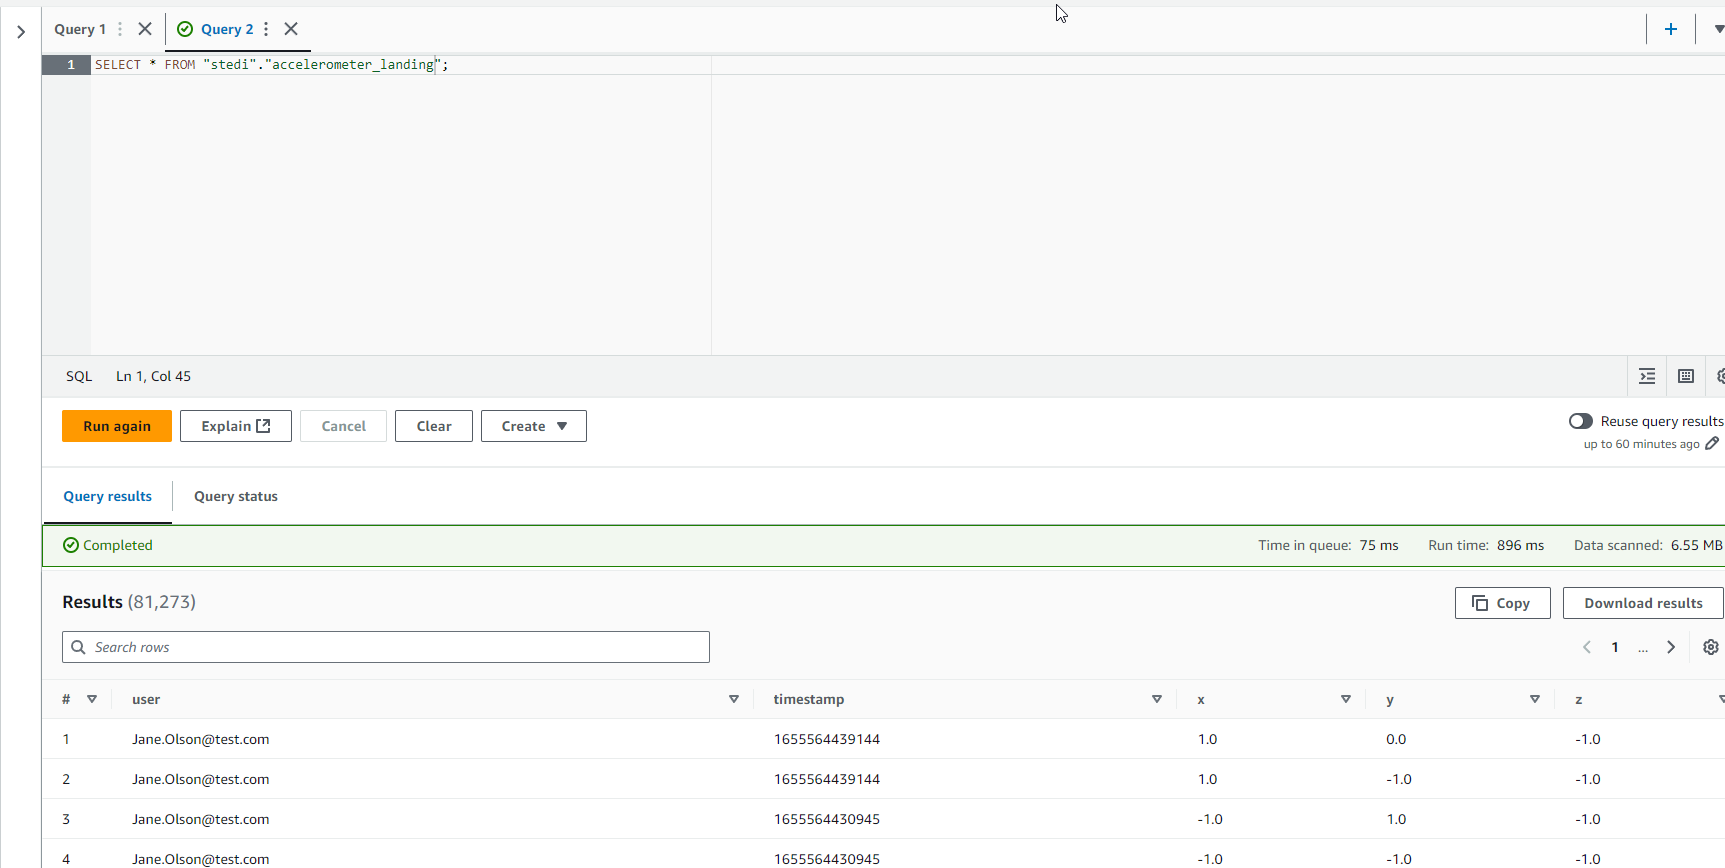 Query 1 Query 2
1 SELECT * FROM "stedi"."accelerometer_landing";
SQL Ln 1, Col 45
Run again Explain Cancel Clear Create
Reuse query results
up to 60 minutes ago
Query results Query status
Completed Time in queue: 75 ms Run time: 896 ms Data scanned: 6.55 MB
Results (81,273) Copy Download results
Search rows 1 ...
# user timestamp x y z
1 Jane.Olson@test.com 1655564439144 1.0 0.0 -1.0
2 Jane.Olson@test.com 1655564439144 1.0 -1.0 -1.0
3 Jane.Olson@test.com 1655564430945 -1.0 1.0 -1.0
4 Jane.Olson@test.com 1655564430945 -1.0 -1.0 -1.0